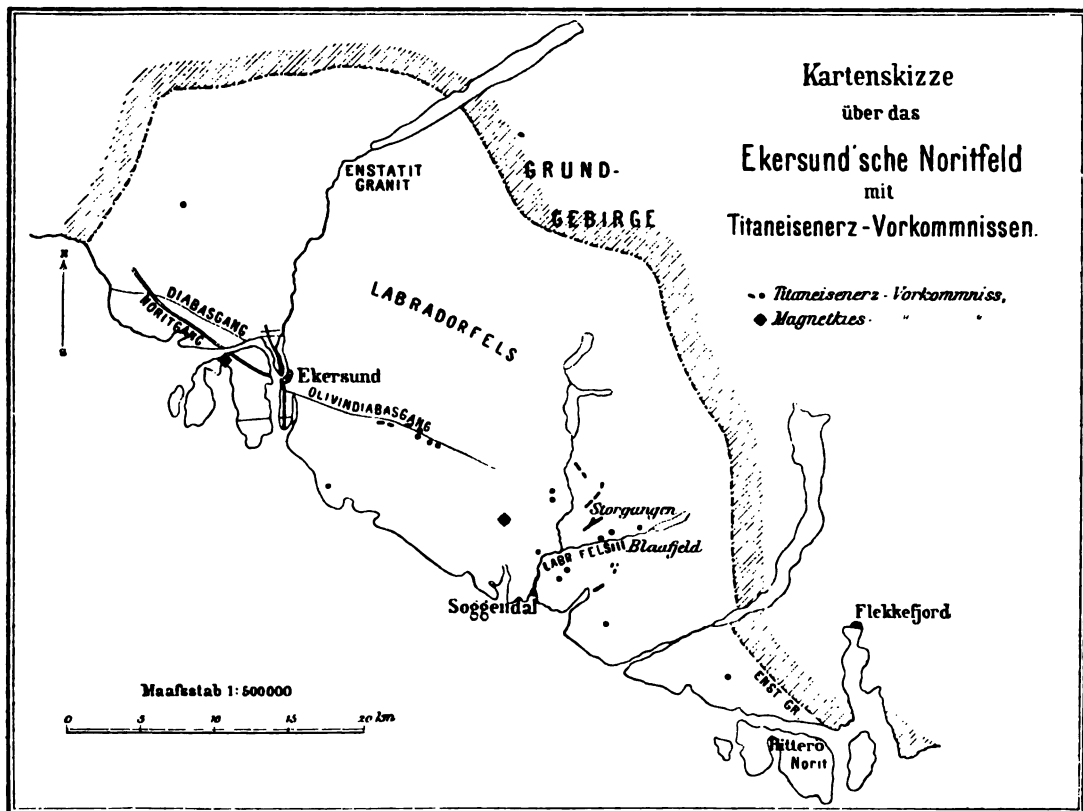 Kartenskizze
über das
Ekersund'sche Noritfeld
mit
Titaneisenerz-Vorkommnissen.
Titaneisenerz-Vorkommniss,
Magnetkies- " "
ENSTATIT
GRANIT
GRUND-
GEBIRGE
LABRADORFELS
N
S
DIABASGANG
NORITGANG
Ekersund
OLIVINDIABASGANG
Storgangen
Blaafjeld
LABR FELS
Soggendal
Flekkefjord
ENST GR
Hitterö
Norit
Maafsstab 1:500000
0 5 10 15 20 km